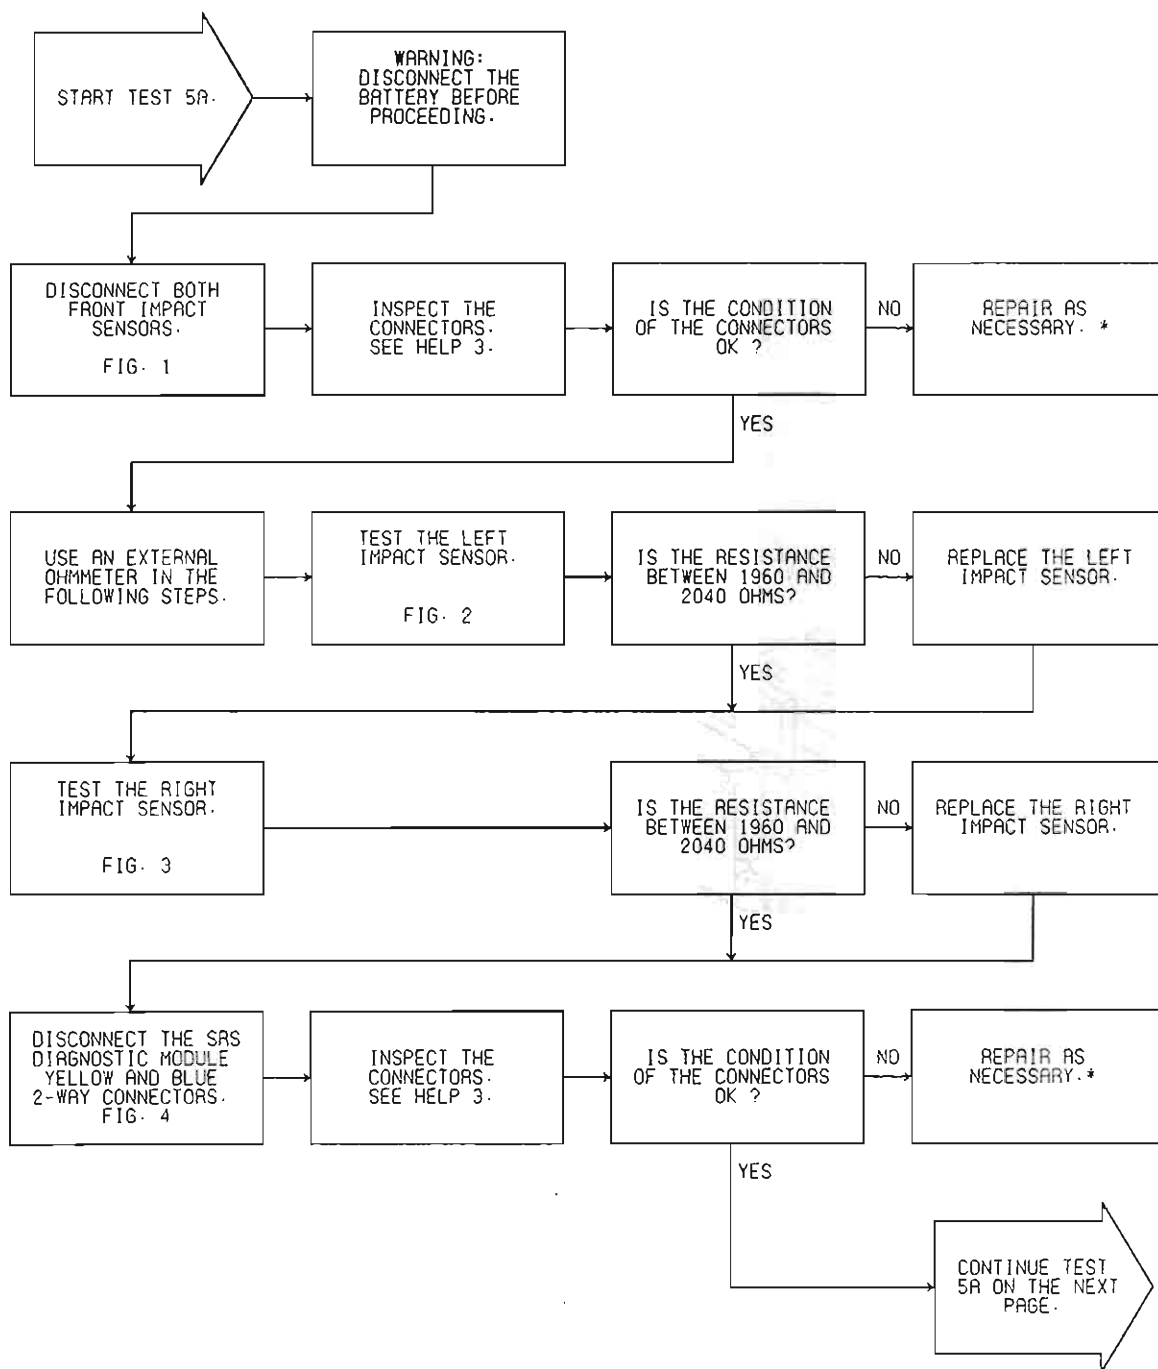 START TEST 5A.
WARNING:
DISCONNECT THE
BATTERY BEFORE
PROCEEDING.
DISCONNECT BOTH
FRONT IMPACT
SENSORS.
FIG. 1
INSPECT THE
CONNECTORS.
SEE HELP 3.
IS THE CONDITION
OF THE CONNECTORS
OK ?
NO
REPAIR AS
NECESSARY. *
YES
USE AN EXTERNAL
OHMMETER IN THE
FOLLOWING STEPS.
TEST THE LEFT
IMPACT SENSOR.
FIG. 2
IS THE RESISTANCE
BETWEEN 1960 AND
2040 OHMS?
NO
REPLACE THE LEFT
IMPACT SENSOR.
YES
TEST THE RIGHT
IMPACT SENSOR.
FIG. 3
IS THE RESISTANCE
BETWEEN 1960 AND
2040 OHMS?
NO
REPLACE THE RIGHT
IMPACT SENSOR.
YES
DISCONNECT THE SRS
DIAGNOSTIC MODULE
YELLOW AND BLUE
2-WAY CONNECTORS.
FIG. 4
INSPECT THE
CONNECTORS.
SEE HELP 3.
IS THE CONDITION
OF THE CONNECTORS
OK ?
NO
REPAIR AS
NECESSARY.*
YES
CONTINUE TEST
5A ON THE NEXT
PAGE.